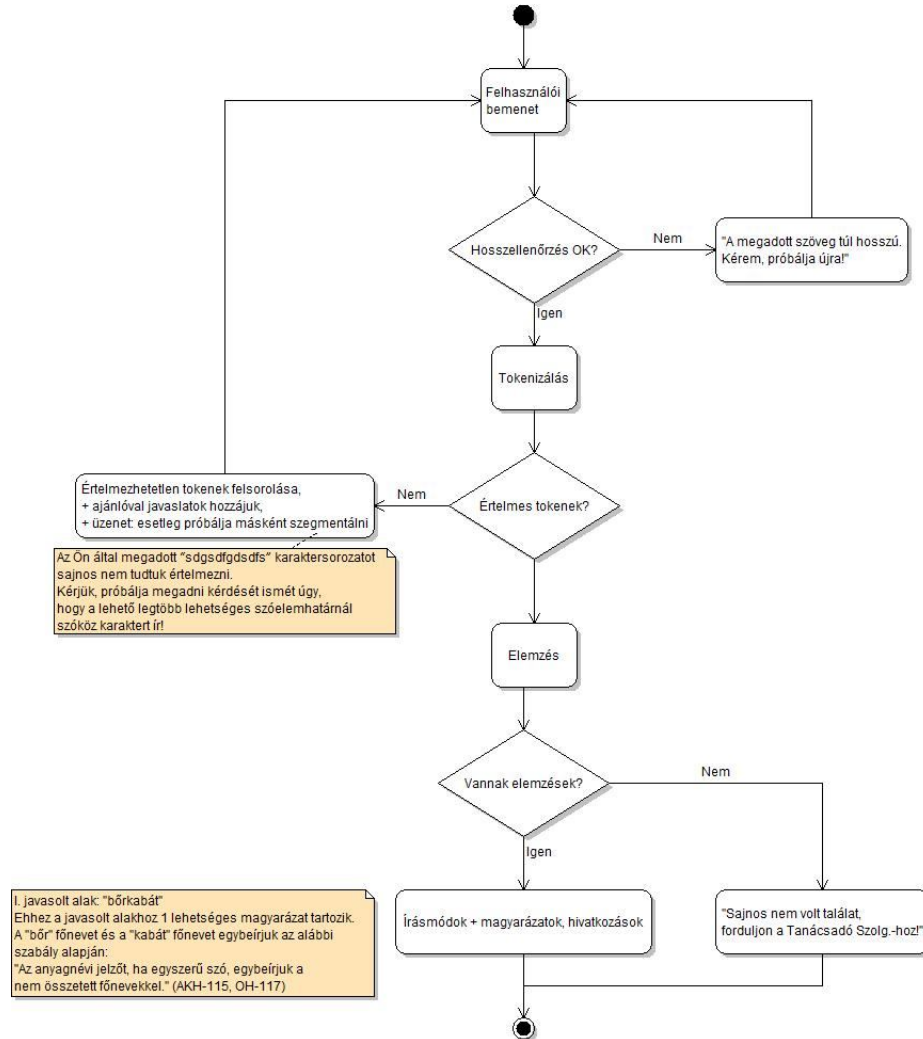 Felhasználói
bemenet
Hosszellenőrzés OK?
Nem
"A megadott szöveg túl hosszú.
Kérem, próbálja újra!"
Igen
Tokenizálás
Értelmes tokenek?
Nem
Értelmezhetetlen tokenek felsorolása,
+ ajánlóval javaslatok hozzájuk,
+ üzenet: esetleg próbálja másként szegmentálni
Az Ön által megadott "sdgsdfgdsdfs" karaktersorozatot
sajnos nem tudtuk értelmezni.
Kérjük, próbálja megadni kérdését ismét úgy,
hogy a lehető legtöbb lehetséges szóelemhatárnál
szóköz karaktert ír!
Elemzés
Vannak elemzések?
Nem
Igen
I. javasolt alak: "bőrkabát"
Ehhez a javasolt alakhoz 1 lehetséges magyarázat tartozik.
A "bőr" főnevet és a "kabát" főnevet egybeírjuk az alábbi
szabály alapján:
"Az anyagnévi jelzőt, ha egyszerű szó, egybeírjuk a
nem összetett főnevekkel." (AKH-115, OH-117)
Írásmódok + magyarázatok, hivatkozások
"Sajnos nem volt találat,
forduljon a Tanácsadó Szolg.-hoz!"